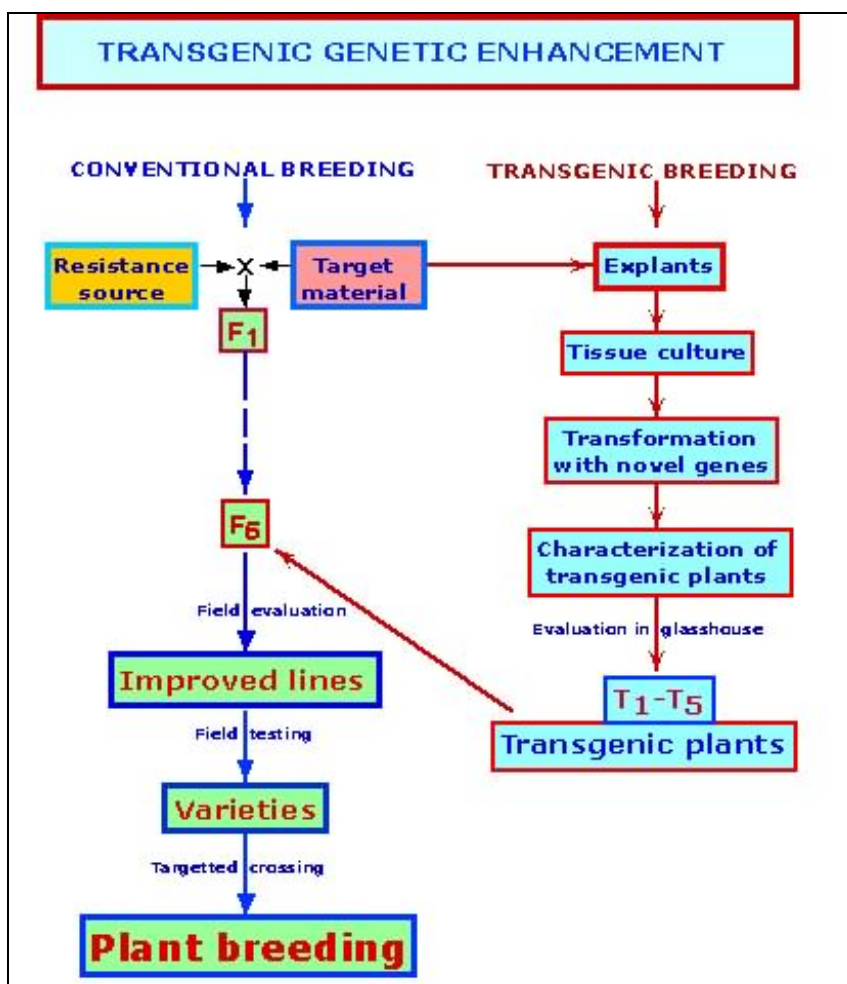 TRANSGENIC GENETIC ENHANCEMENT
CONVENTIONAL BREEDING
TRANSGENIC BREEDING
Resistance
source
X
Target
material
Explants
F1
Tissue culture
Transformation
with novel genes
F6
Characterization of
transgenic plants
Field evaluation
Evaluation in glasshouse
Improved lines
T1-T5
Transgenic plants
Field testing
Varieties
Targetted crossing
Plant breeding